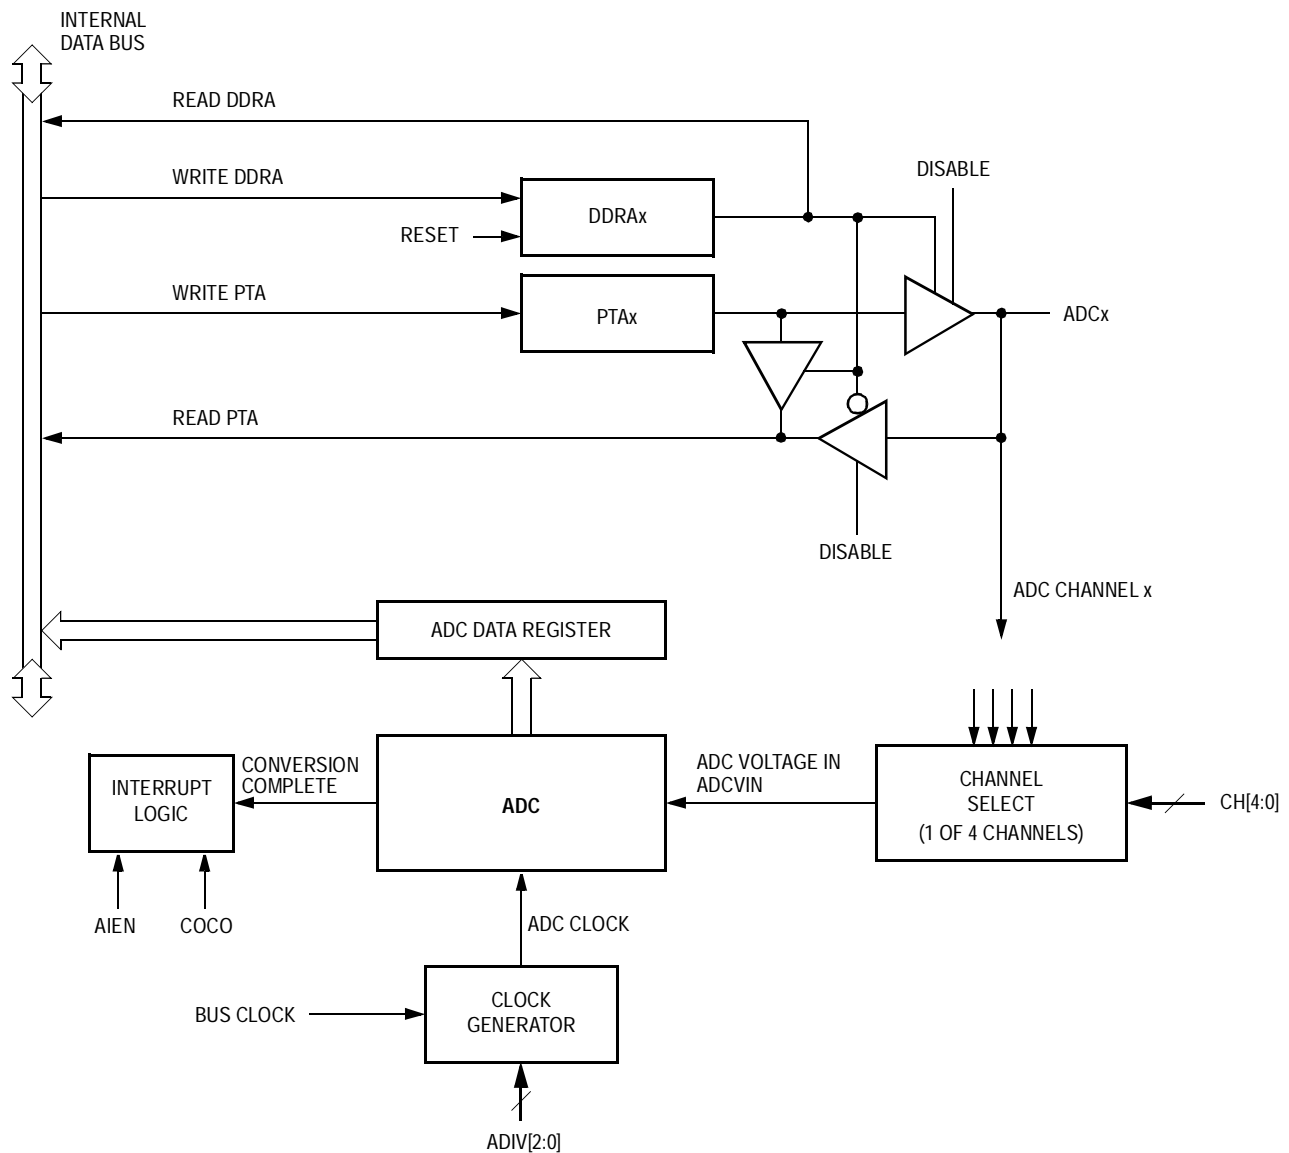 INTERNAL
DATA BUS
READ DDRA
WRITE DDRA
DISABLE
DDRAx
RESET
WRITE PTA
PTAx
ADCx
READ PTA
DISABLE
ADC CHANNEL x
ADC DATA REGISTER
INTERRUPT
LOGIC
CONVERSION
COMPLETE
ADC
ADC VOLTAGE IN
ADCVIN
CHANNEL
SELECT
(1 OF 4 CHANNELS)
CH[4:0]
AIEN
COCO
ADC CLOCK
BUS CLOCK
CLOCK
GENERATOR
ADIV[2:0]